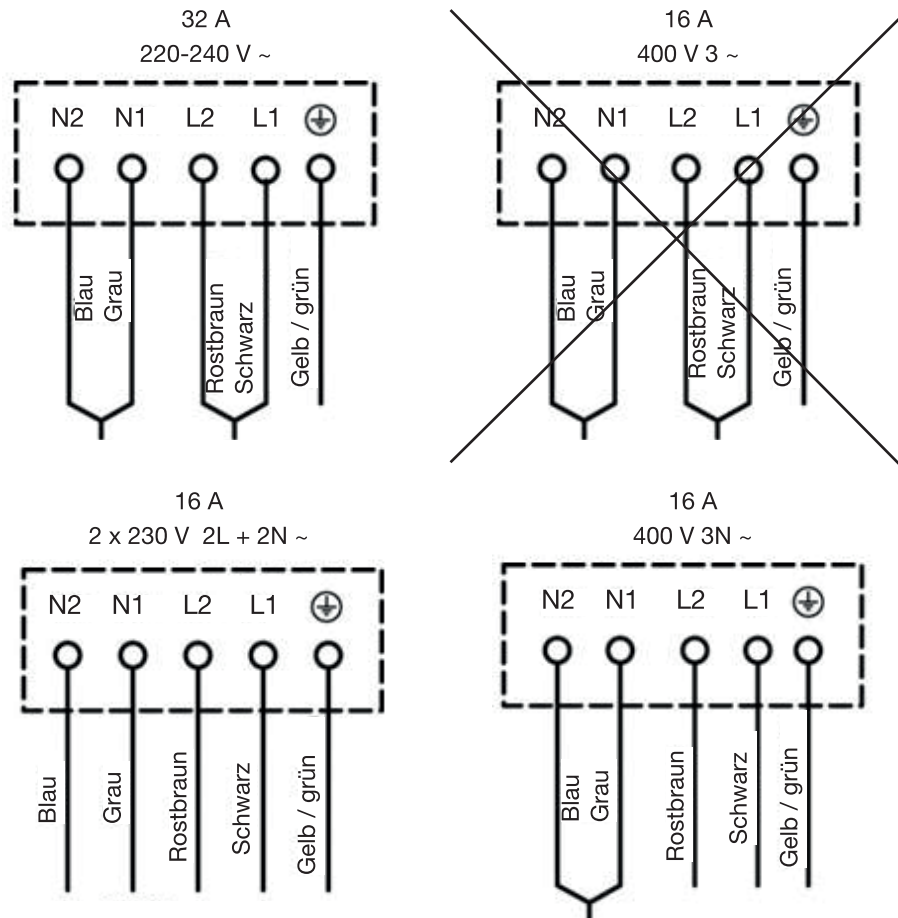 32 A
220-240 V ~
N2 N1 L2 L1
Blau
Grau
Rostbraun
Schwarz
Gelb / grün
16 A
400 V 3 ~
N2 N1 L2 L1
Blau
Grau
Rostbraun
Schwarz
Gelb / grün
16 A
2 x 230 V 2L + 2N ~
N2 N1 L2 L1
Blau
Grau
Rostbraun
Schwarz
Gelb / grün
16 A
400 V 3N ~
N2 N1 L2 L1
Blau
Grau
Rostbraun
Schwarz
Gelb / grün